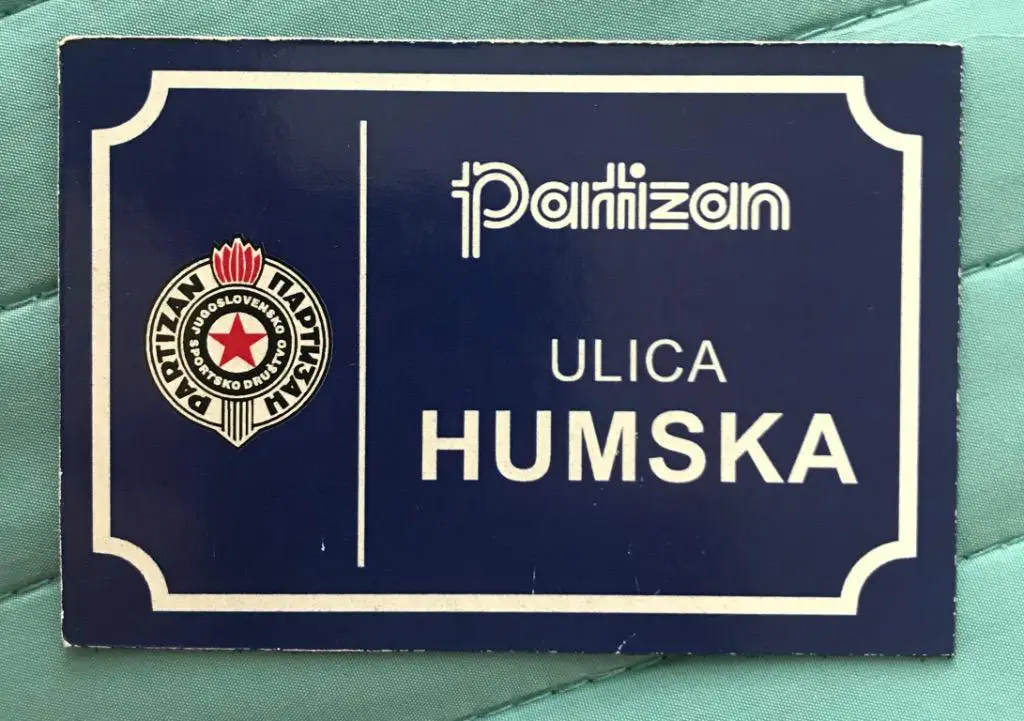 PARTIZAN ПАРТИЗАН
JUGOSLOVENSKO
SPORTSKO DRUŠTVO
Partizan
ULICA
HUMSKA